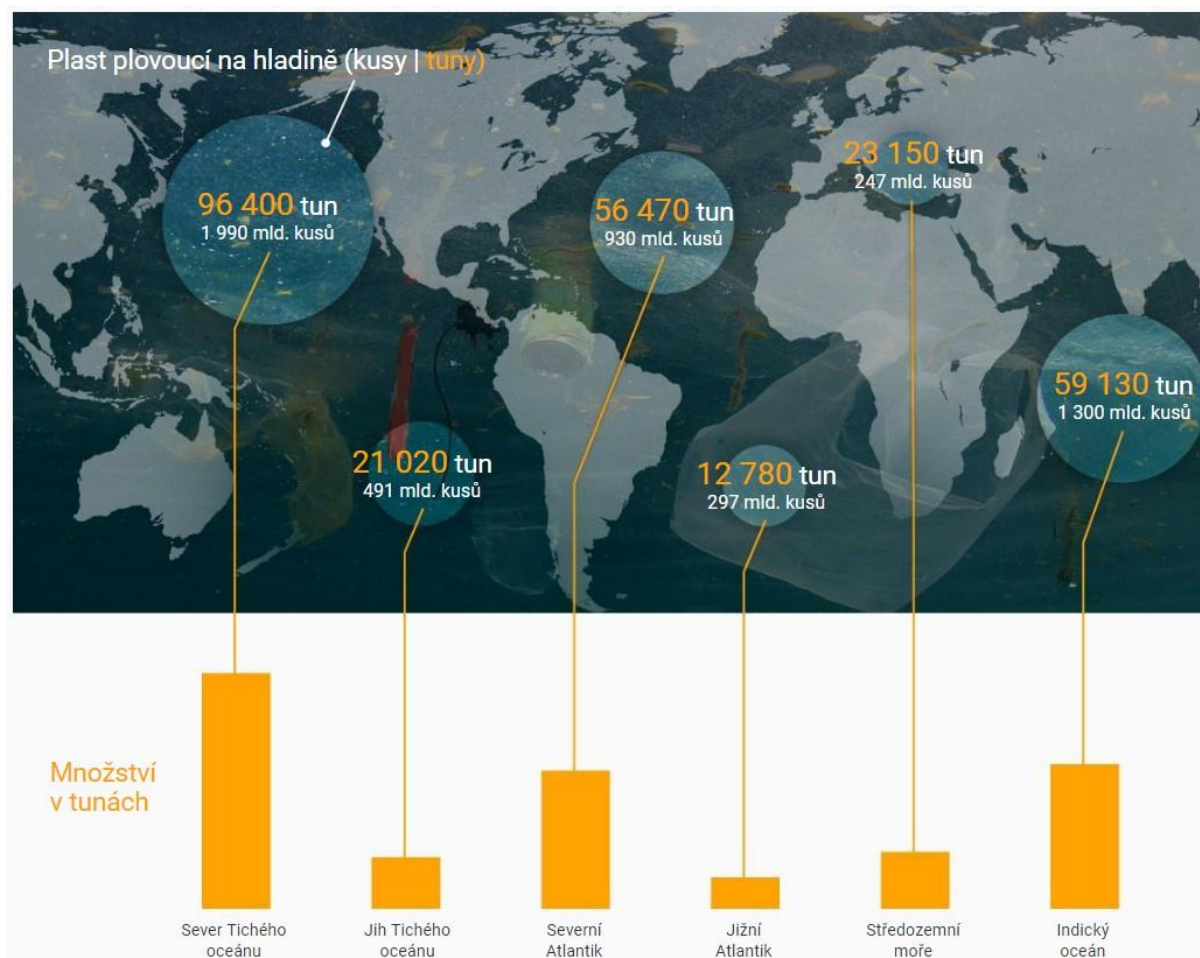 Plast plovoucí na hladině (kusy | tuny)
23 150 tun
247 mld. kusů
96 400 tun
1 990 mld. kusů
56 470 tun
930 mld. kusů
59 130 tun
1 300 mld. kusů
21 020 tun
491 mld. kusů
12 780 tun
297 mld. kusů
Množství
v tunách
Sever Tichého
oceánu
Jih Tichého
oceánu
Severní
Atlantik
Jižní
Atlantik
Středozemní
moře
Indický
oceán